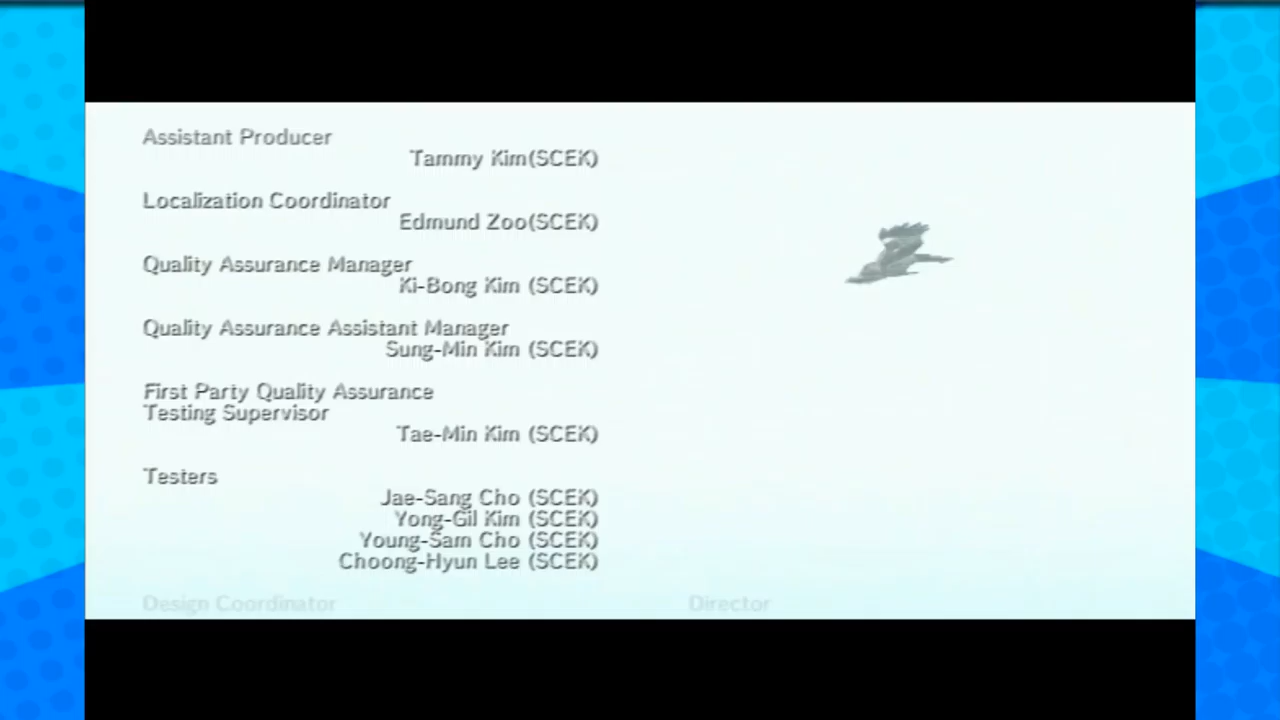 Assistant Producer
Tammy Kim(SCEK)
Localization Coordinator
Edmund Zoo(SCEK)
Quality Assurance Manager
Ki-Bong Kim (SCEK)
Quality Assurance Assistant Manager
Sung-Min Kim (SCEK)
First Party Quality Assurance
Testing Supervisor
Tae-Min Kim (SCEK)
Testers
Jae-Sang Cho (SCEK)
Yong-Gil Kim (SCEK)
Young-Sam Cho (SCEK)
Choong-Hyun Lee (SCEK)
Design Coordinator
Director